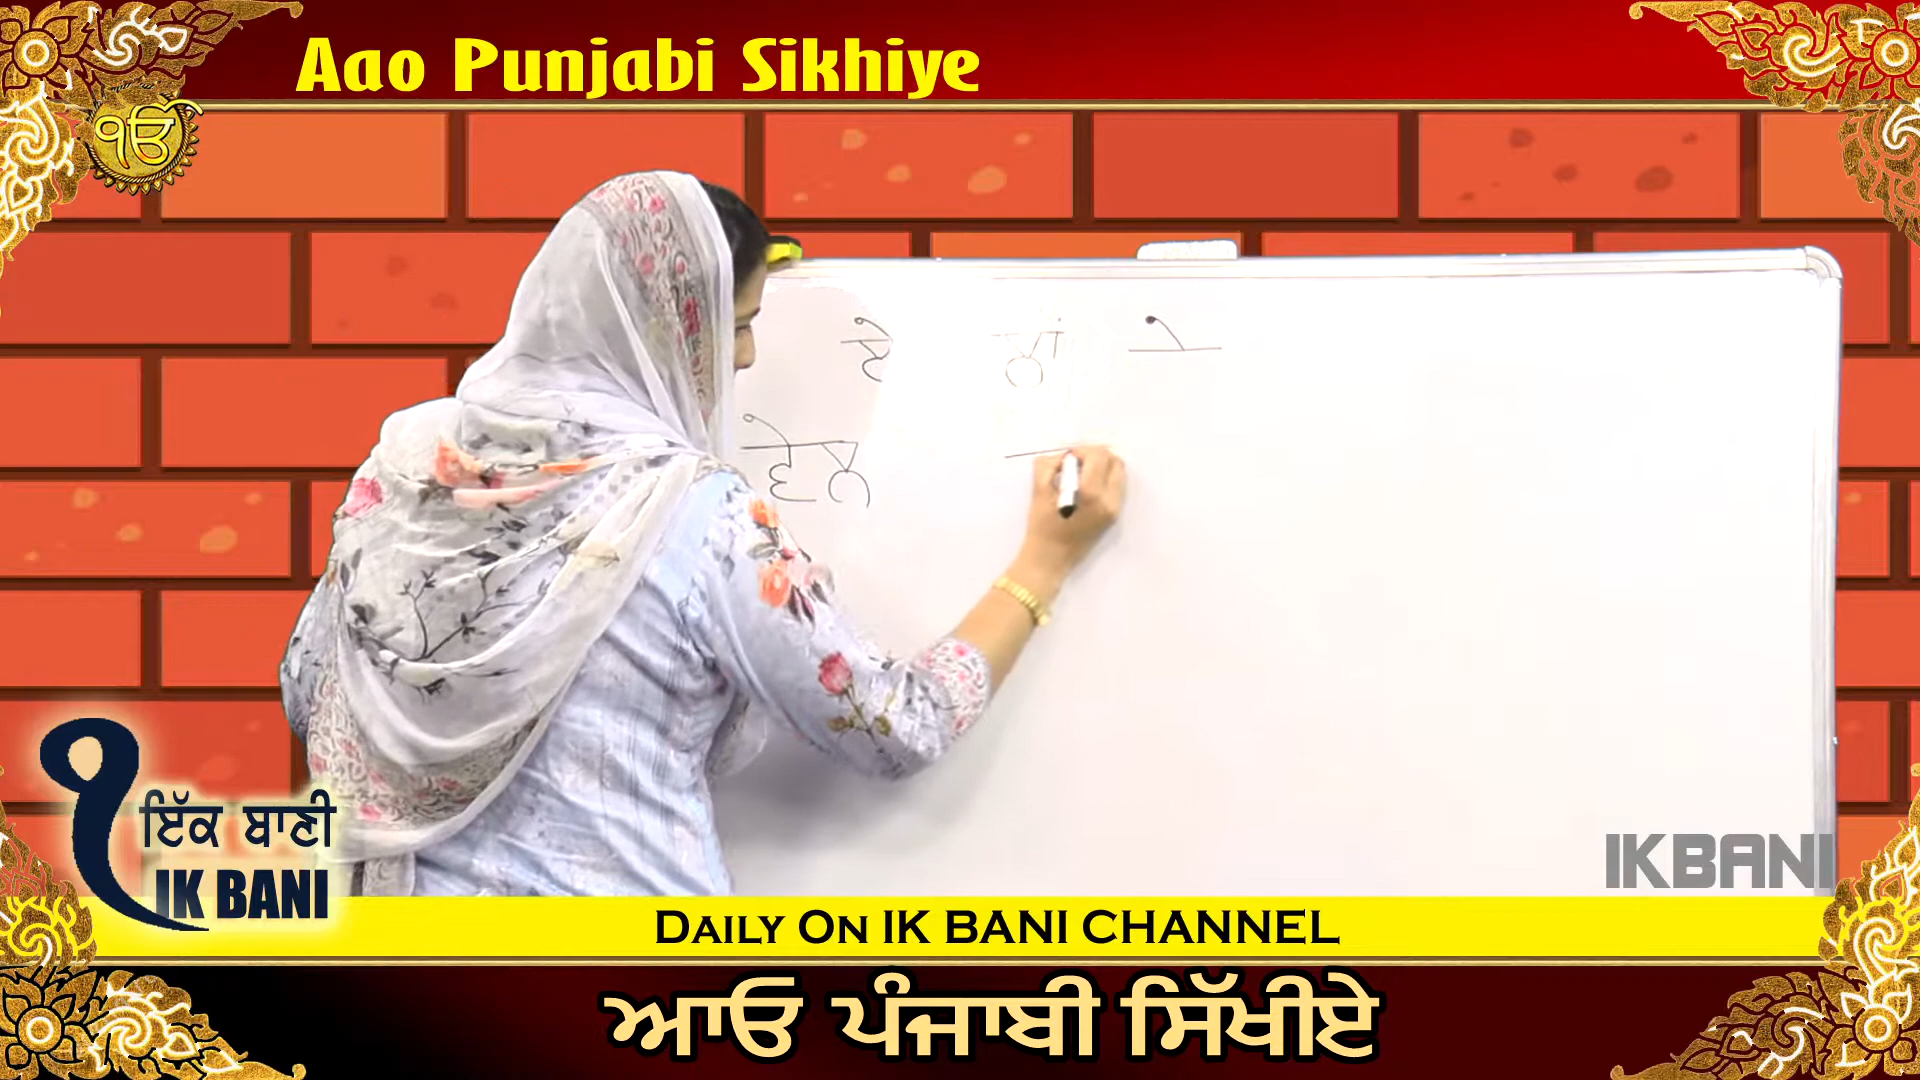 Aao Punjabi Sikhiye
ੴ
ਇੱਕ ਬਾਣੀ
IK BANI
IKBANI
DAILY ON IK BANI CHANNEL
ਆਓ ਪੰਜਾਬੀ ਸਿੱਖੀਏ